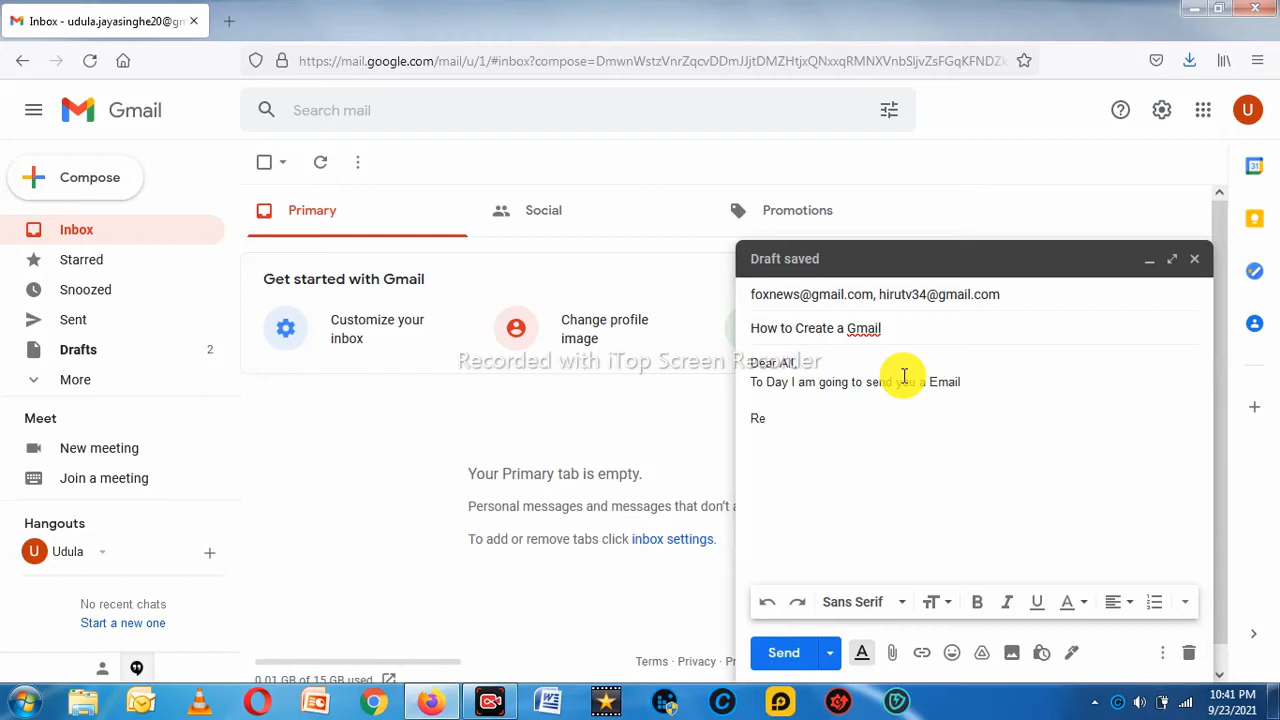 Inbox - udula.jayasinghe20@gm
https://mail.google.com/mail/u/1/#inbox?compose=
Gmail
Search mail
Compose
Primary
Social
Promotions
Inbox
Starred
Snoozed
Sent
Drafts
2
More
Get started with Gmail
Customize your
inbox
Change profile
image
Recorded with iTop Screen Recorder
Draft saved
foxnews@gmail.com, hirutv34@gmail.com
How to Create a Gmail
Dear All,
To Day I am going to send you a Email
Re
Meet
New meeting
Join a meeting
Your Primary tab is empty.
Personal messages and messages that don't a
To add or remove tabs click inbox settings.
Hangouts
U
Udula
No recent chats
Start a new one
Sans Serif
B
I
U
A
Send
A
Terms · Privacy · Pr
0.01 GB of 15 GB used
U
31
10:41 PM
9/23/2021